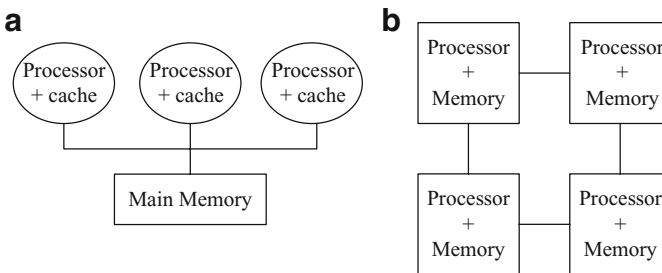 a
Processor
+ cache
Processor
+ cache
Processor
+ cache
Main Memory
b
Processor
+
Memory
Processor
+
Memory
Processor
+
Memory
Processor
+
Memory